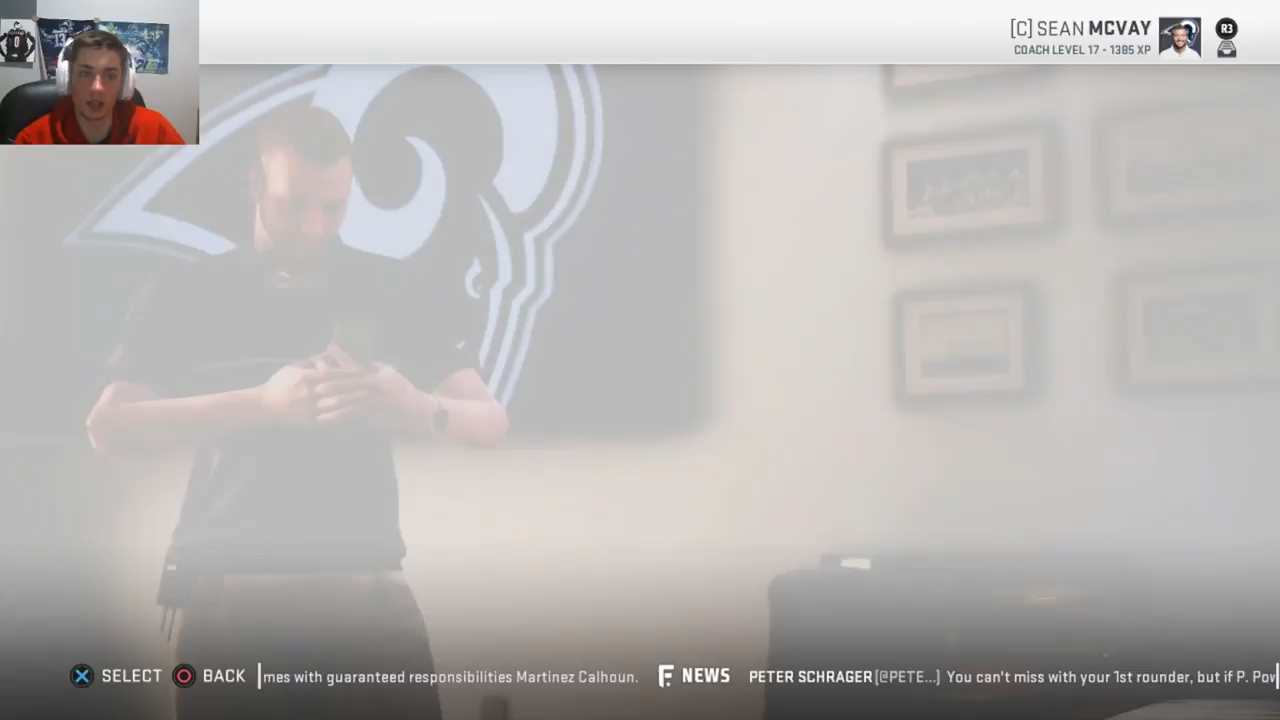 [C] SEAN MCVAY
COACH LEVEL 17 - 1385 XP
R3
SELECT
BACK
mes with guaranteed responsibilities Martinez Calhoun.
NEWS
PETER SCHRAGER [@PETE...] You can't miss with your 1st rounder, but if P. Pow